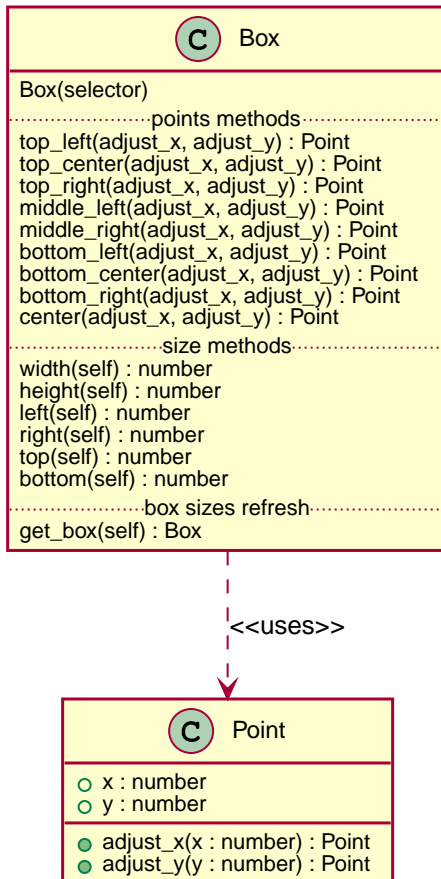 C Box
Box(selector)
points methods
top_left(adjust_x, adjust_y) : Point
top_center(adjust_x, adjust_y) : Point
top_right(adjust_x, adjust_y) : Point
middle_left(adjust_x, adjust_y) : Point
middle_right(adjust_x, adjust_y) : Point
bottom_left(adjust_x, adjust_y) : Point
bottom_center(adjust_x, adjust_y) : Point
bottom_right(adjust_x, adjust_y) : Point
center(adjust_x, adjust_y) : Point
size methods
width(self) : number
height(self) : number
left(self) : number
right(self) : number
top(self) : number
bottom(self) : number
box sizes refresh
get_box(self) : Box
<<uses>>
C Point
x : number
y : number
adjust_x(x : number) : Point
adjust_y(y : number) : Point